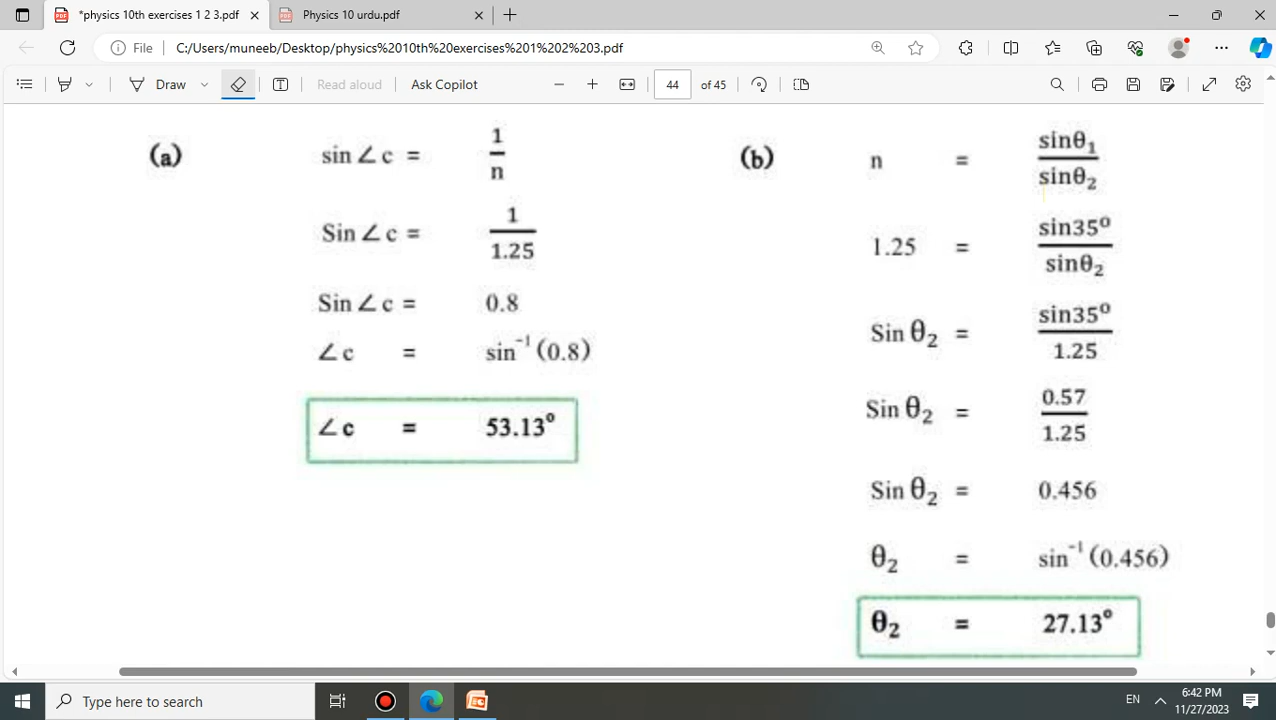 *physics 10th exercises 1 2 3.pdf
Physics 10 urdu.pdf
File
C:/Users/muneeb/Desktop/physics%2010th%20exercises%201%202%203.pdf
Draw
Read aloud
Ask Copilot
44 of 45
(a)
sin∠c = 1/n
Sin∠c = 1/1.25
Sin∠c = 0.8
∠c = sin⁻¹(0.8)
∠c = 53.13°
(b)
n = sinθ₁/sinθ₂
1.25 = sin35°/sinθ₂
Sin θ₂ = sin35°/1.25
Sin θ₂ = 0.57/1.25
Sin θ₂ = 0.456
θ₂ = sin⁻¹(0.456)
θ₂ = 27.13°
Type here to search
EN
6:42 PM
11/27/2023